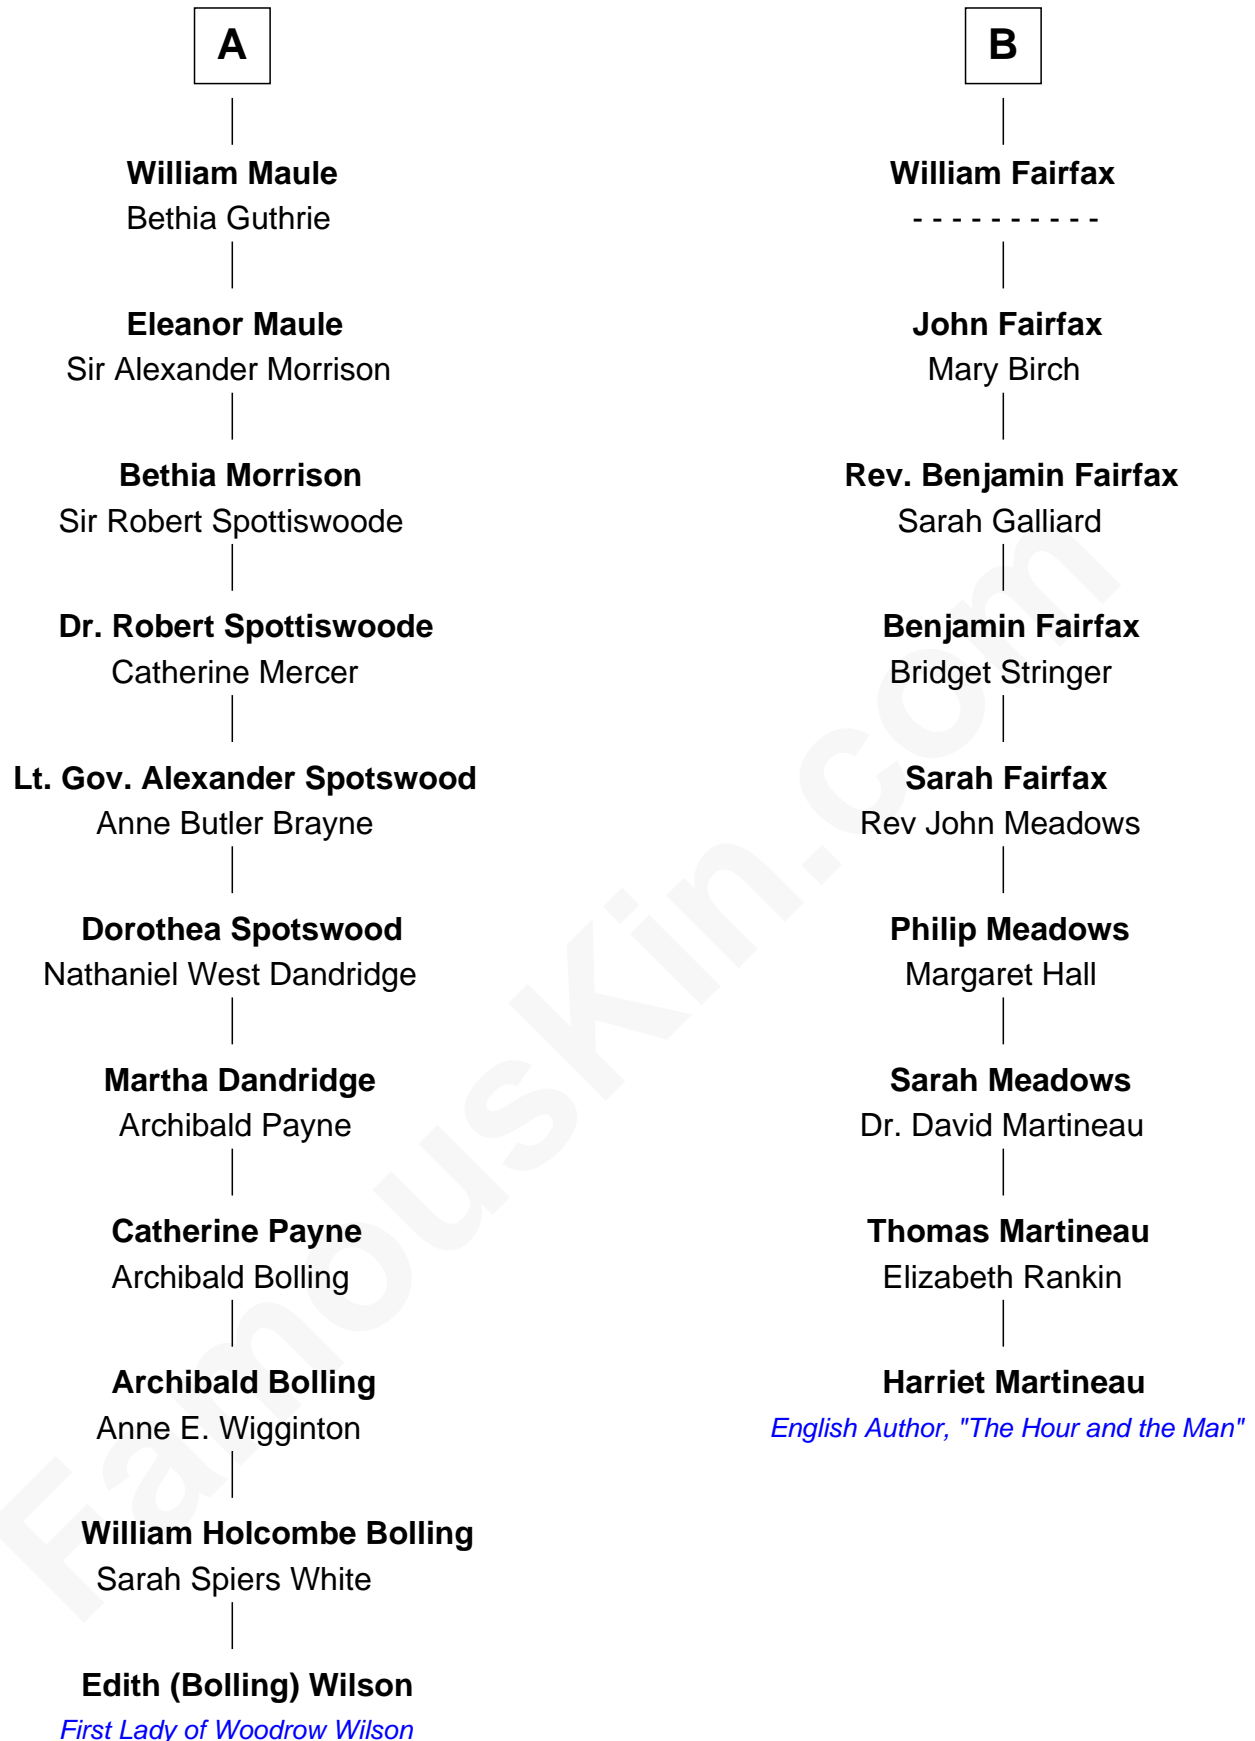 A
William Maule
Bethia Guthrie
Eleanor Maule
Sir Alexander Morrison
Bethia Morrison
Sir Robert Spottiswoode
Dr. Robert Spottiswoode
Catherine Mercer
Lt. Gov. Alexander Spotswood
Anne Butler Brayne
Dorothea Spotswood
Nathaniel West Dandridge
Martha Dandridge
Archibald Payne
Catherine Payne
Archibald Bolling
Archibald Bolling
Anne E. Wigginton
William Holcombe Bolling
Sarah Spiers White
Edith (Bolling) Wilson
First Lady of Woodrow Wilson
B
William Fairfax
- - - - - - - - - -
John Fairfax
Mary Birch
Rev. Benjamin Fairfax
Sarah Galliard
Benjamin Fairfax
Bridget Stringer
Sarah Fairfax
Rev John Meadows
Philip Meadows
Margaret Hall
Sarah Meadows
Dr. David Martineau
Thomas Martineau
Elizabeth Rankin
Harriet Martineau
English Author, "The Hour and the Man"
FamousKin.com